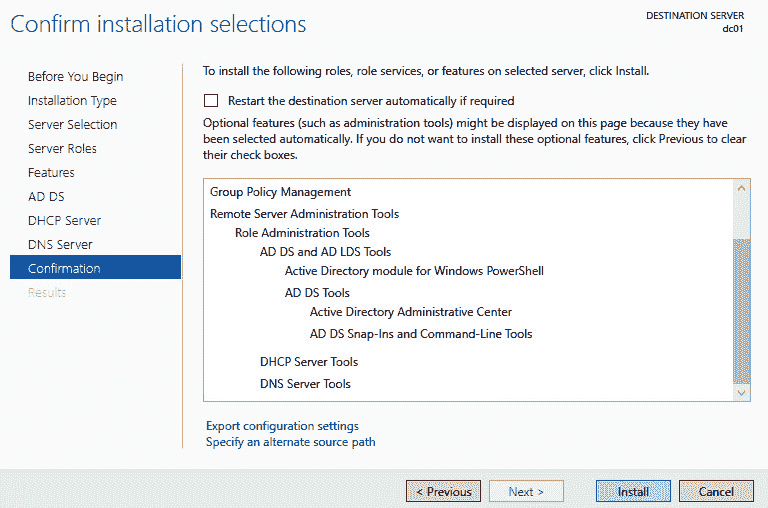 Confirm installation selections
DESTINATION SERVER
dc01
Before You Begin
Installation Type
Server Selection
Server Roles
Features
AD DS
DHCP Server
DNS Server
Confirmation
Results
To install the following roles, role services, or features on selected server, click Install.
Restart the destination server automatically if required
Optional features (such as administration tools) might be displayed on this page because they have
been selected automatically. If you do not want to install these optional features, click Previous to clear
their check boxes.
Group Policy Management
Remote Server Administration Tools
Role Administration Tools
AD DS and AD LDS Tools
Active Directory module for Windows PowerShell
AD DS Tools
Active Directory Administrative Center
AD DS Snap-Ins and Command-Line Tools
DHCP Server Tools
DNS Server Tools
Export configuration settings
Specify an alternate source path
< Previous
Next >
Install
Cancel